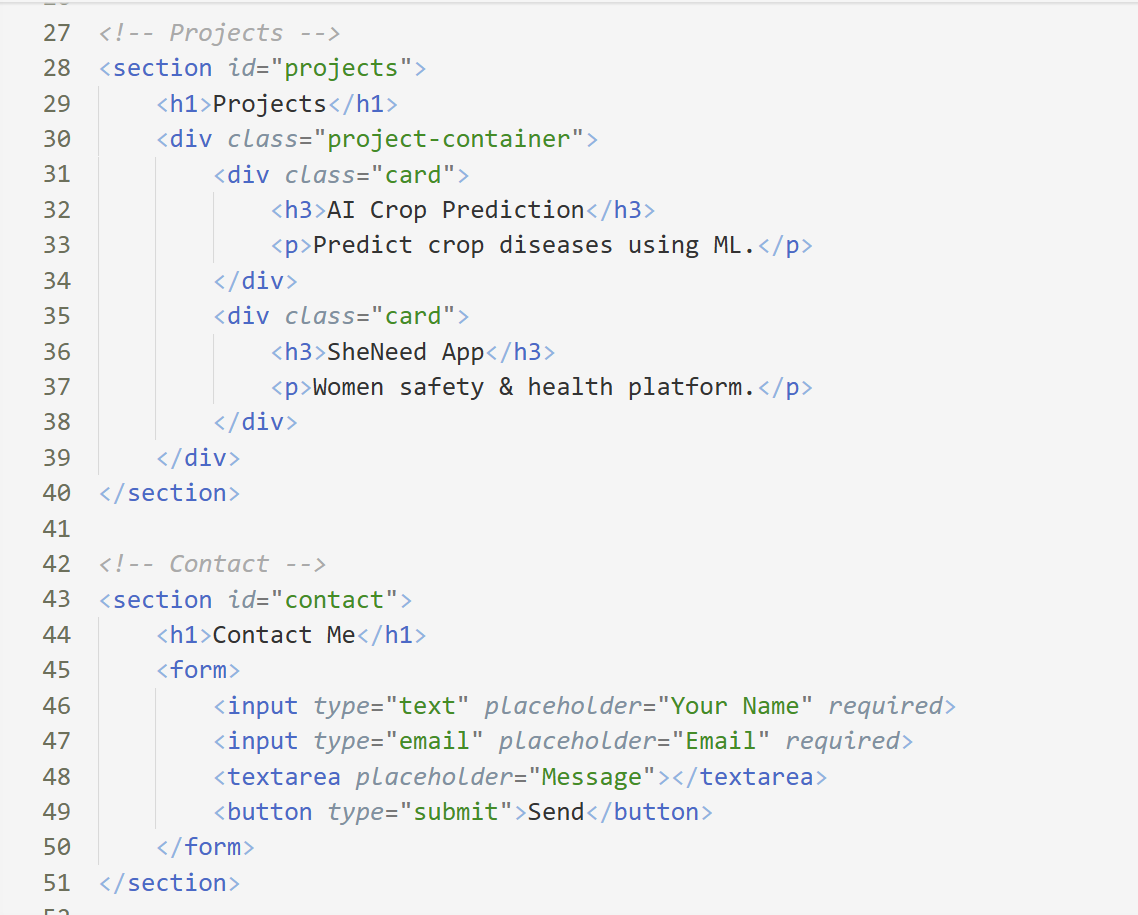 27 <!-- Projects -->
28 <section id="projects">
29     <h1>Projects</h1>
30     <div class="project-container">
31         <div class="card">
32             <h3>AI Crop Prediction</h3>
33             <p>Predict crop diseases using ML.</p>
34         </div>
35         <div class="card">
36             <h3>SheNeed App</h3>
37             <p>Women safety & health platform.</p>
38         </div>
39     </div>
40 </section>
41
42 <!-- Contact -->
43 <section id="contact">
44     <h1>Contact Me</h1>
45     <form>
46         <input type="text" placeholder="Your Name" required>
47         <input type="email" placeholder="Email" required>
48         <textarea placeholder="Message"></textarea>
49         <button type="submit">Send</button>
50     </form>
51 </section>